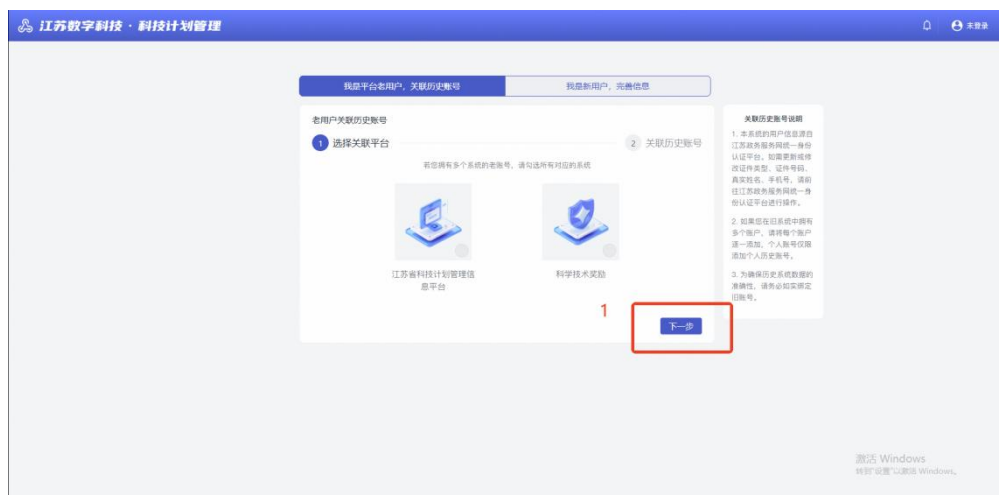 江苏数字科技 · 科技计划管理
未登录
我是平台老用户，关联历史账号
我是新用户，完善信息
老用户关联历史账号
1 选择关联平台
2 关联历史账号
若您拥有多个系统的老账号，请勾选所有对应的系统
江苏省科技计划管理信
息平台
科学技术奖励
1
下一步
关联历史账号说明
1. 本系统的用户信息源自
江苏政务服务网统一身份
认证平台，如需更新或修
改证件类型、证件号码、
真实姓名、手机号，请前
往江苏政务服务网统一身
份认证平台进行操作。
2. 如果您在旧系统中拥有
多个账户，请将每个账户
逐一添加，个人账号仅限
添加个人历史账号。
3. 为确保历史系统数据的
准确性，请务必如实绑定
旧账号。
激活 Windows
转到"设置"以激活 Windows。